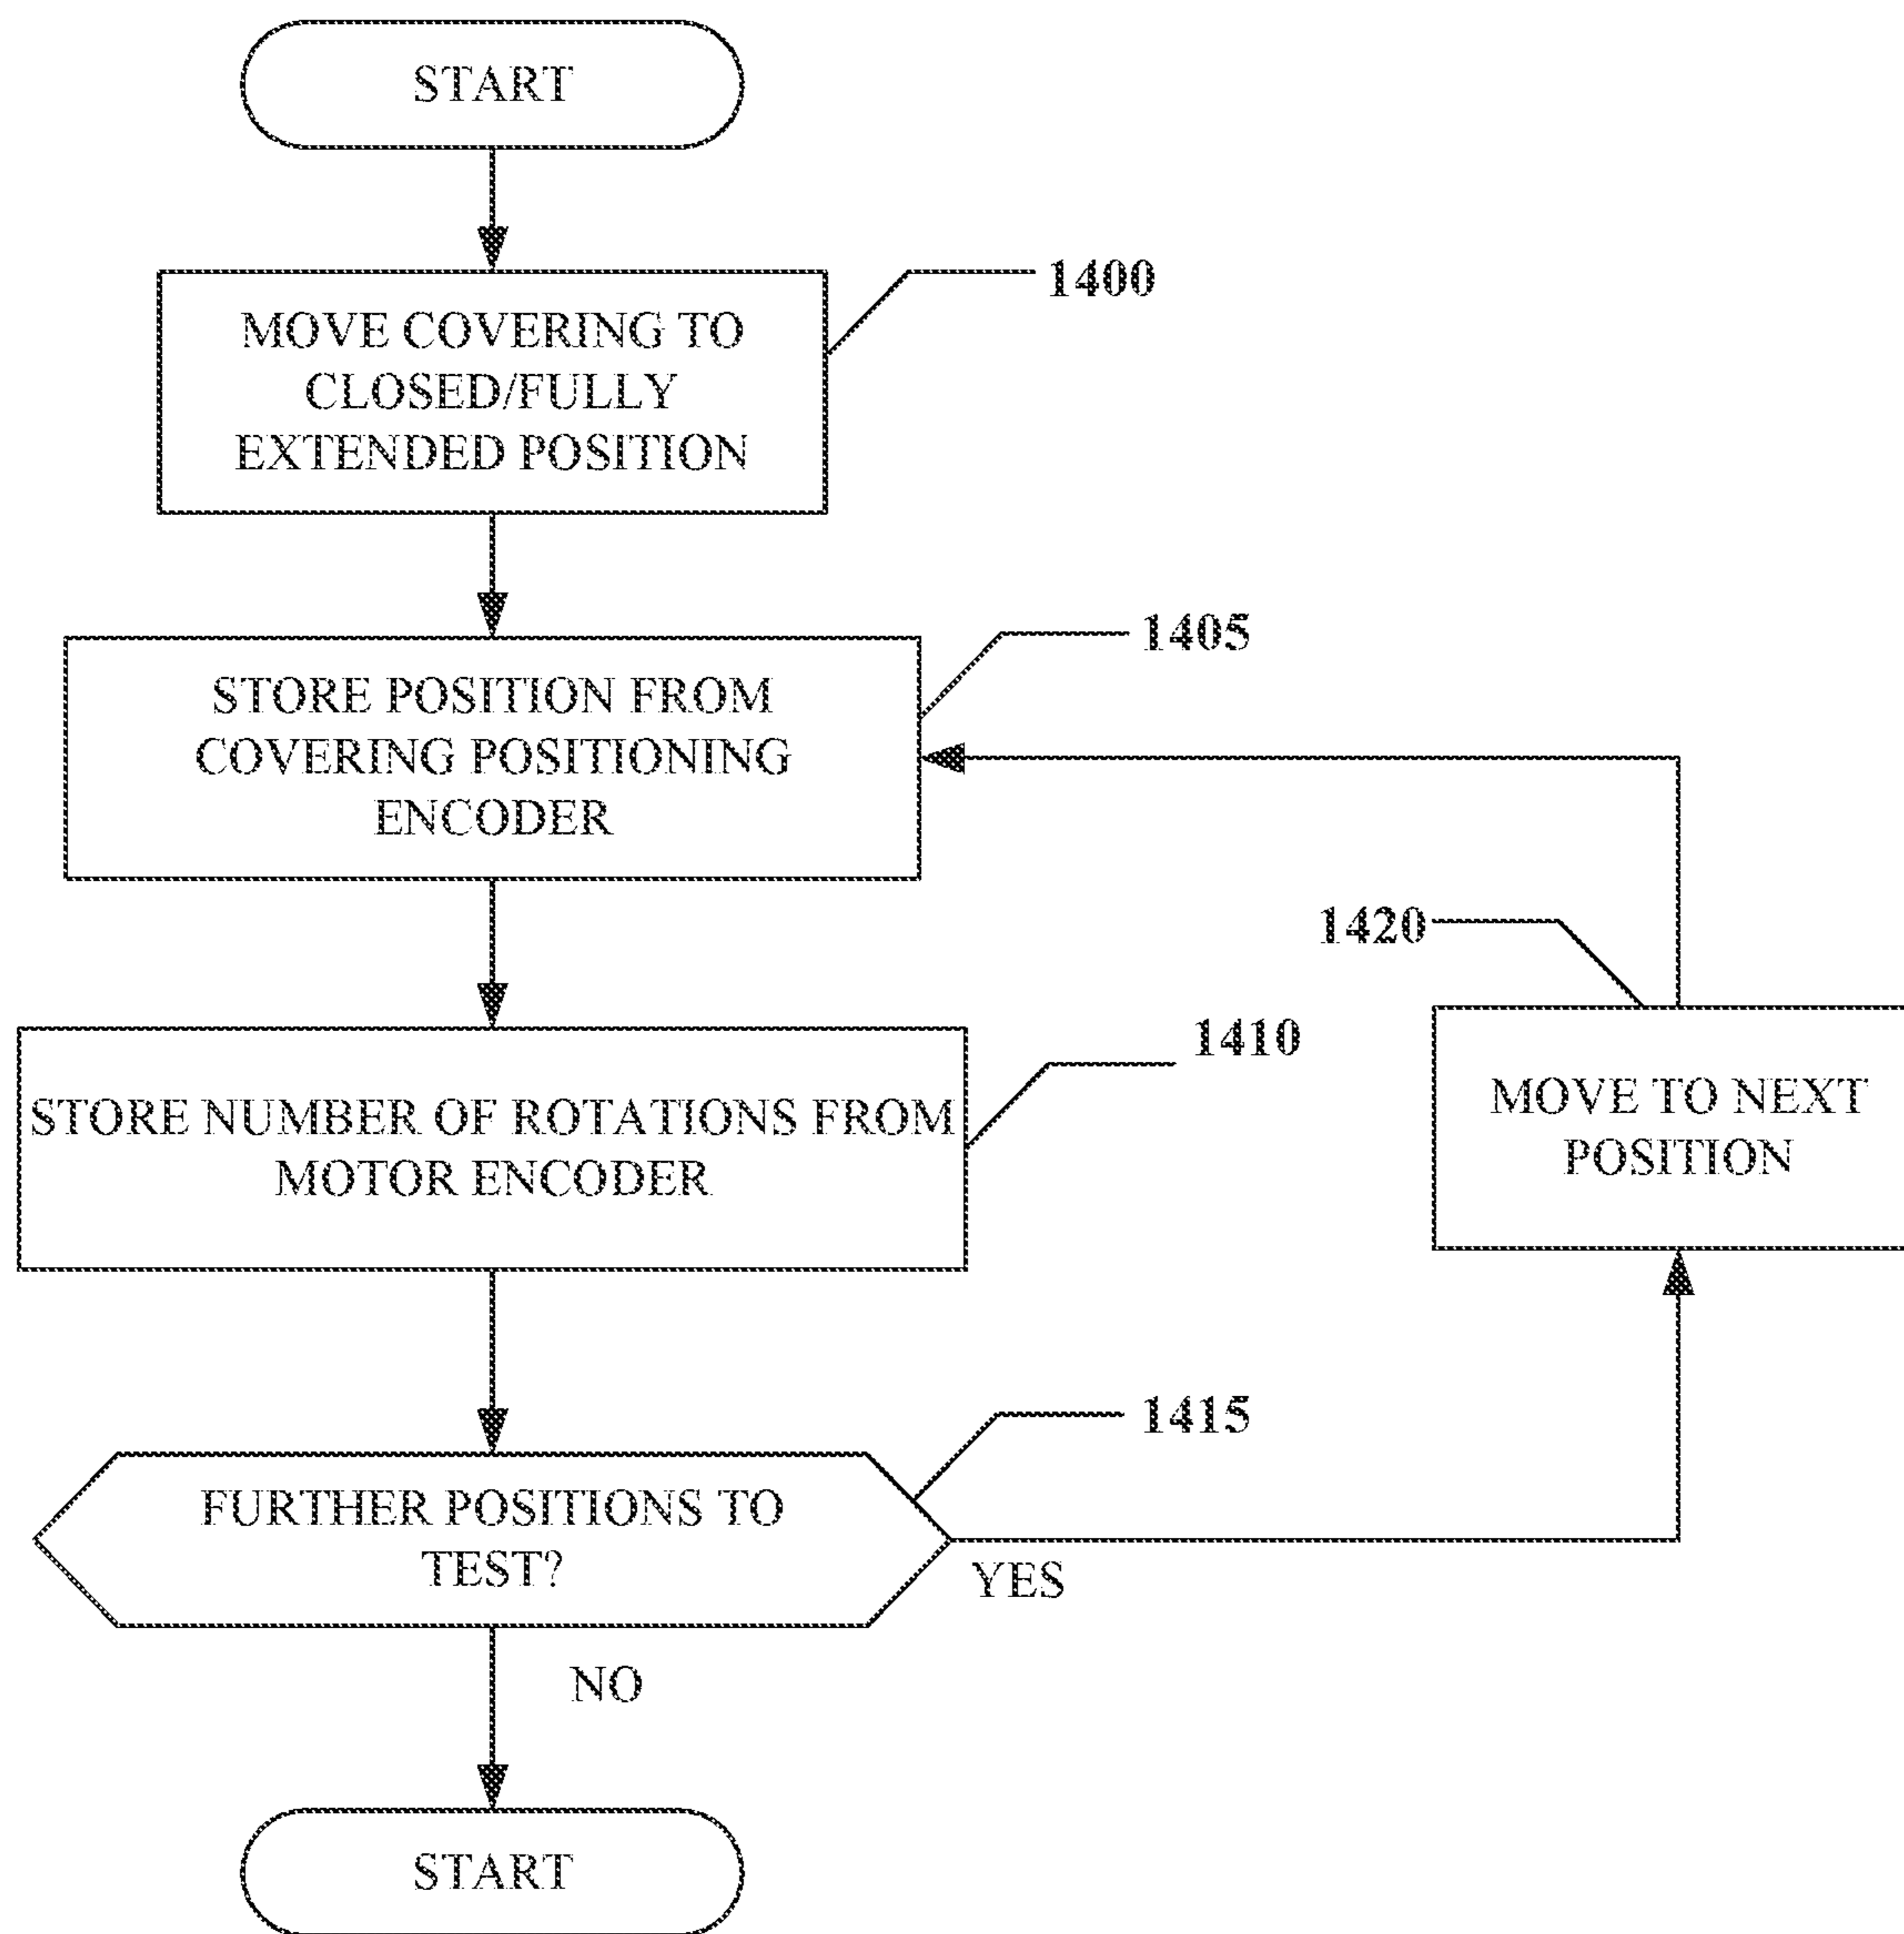 START
MOVE COVERING TO
CLOSED/FULLY
EXTENDED POSITION
1400
STORE POSITION FROM
COVERING POSITIONING
ENCODER
1405
STORE NUMBER OF ROTATIONS FROM
MOTOR ENCODER
1410
1420
MOVE TO NEXT
POSITION
FURTHER POSITIONS TO
TEST?
1415
YES
NO
START